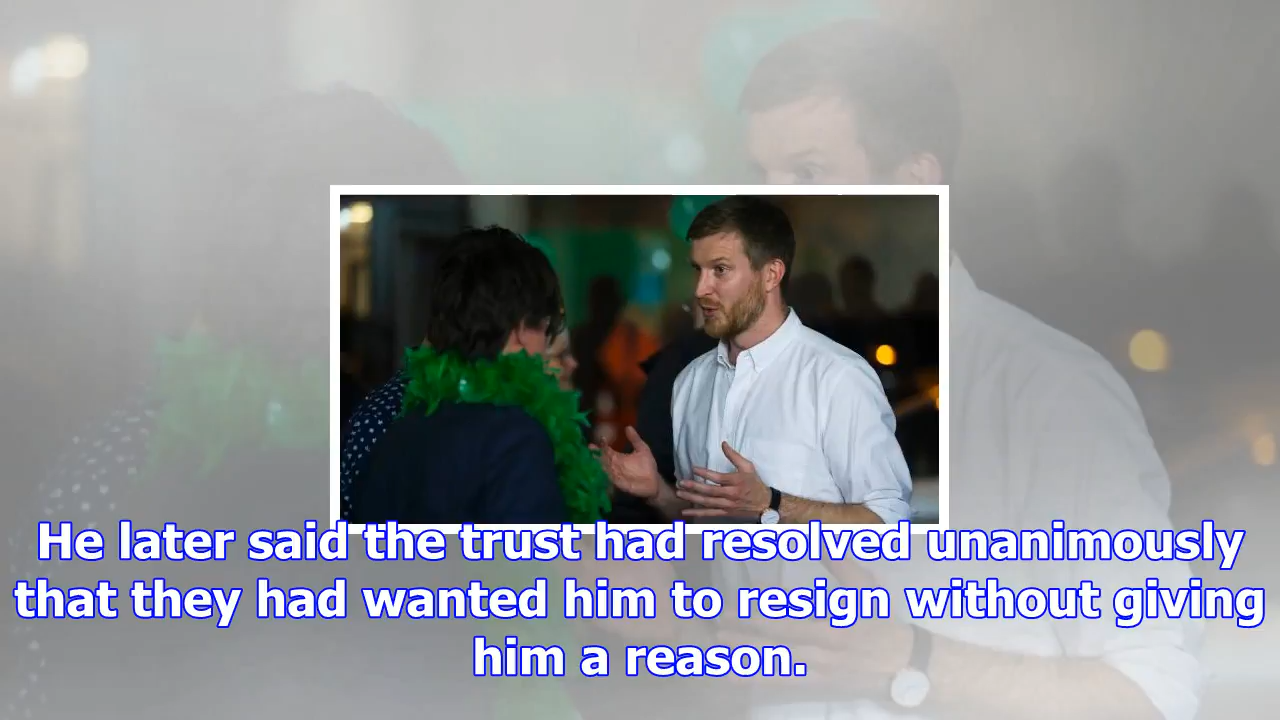 He later said the trust had resolved unanimously
that they had wanted him to resign without giving
him a reason.